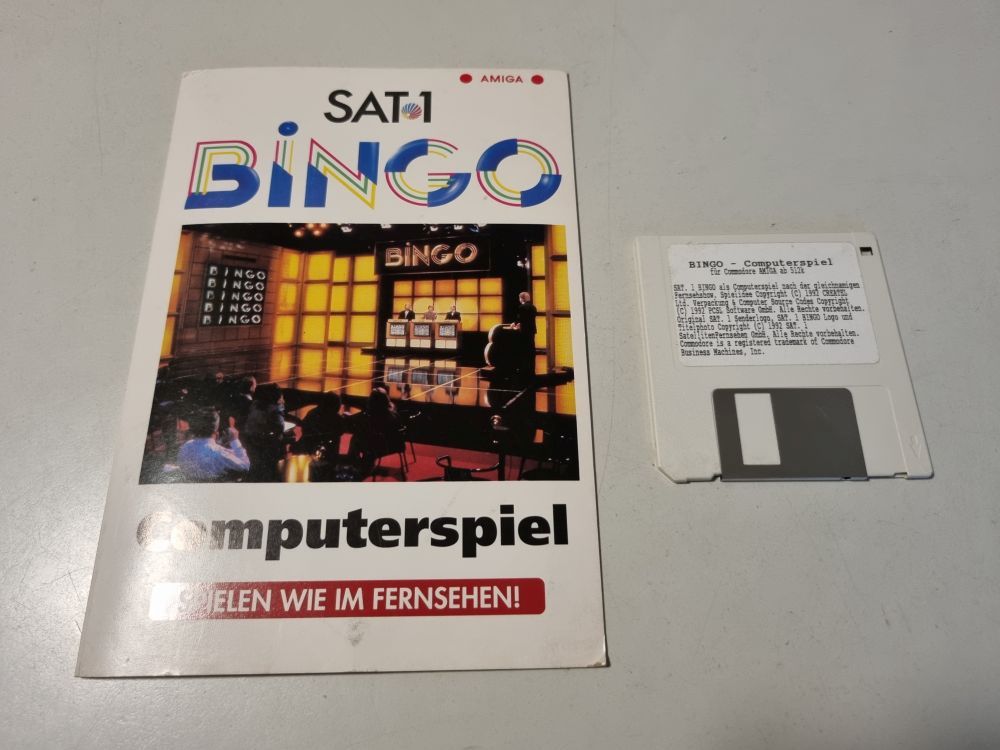 AMIGA
SAT.1
BINGO
BINGO
BINGO
BINGO
BINGO
BINGO
BINGO
Computerspiel
SPIELEN WIE IM FERNSEHEN!
BINGO - Computerspiel
für Commodore AMIGA ab 512k
SAT. 1 BINGO als Computerspiel nach der gleichnamigen
Fernsehshow. Spielidee Copyright (C) 1992 CREATEL
Ltd. Verpackung & Computer Source Codes Copyright
(C) 1992 PCSL Software GmbH. Alle Rechte vorbehalten.
Original SAT. 1 Senderlogo, SAT. 1 BINGO Logo und
Titelphoto Copyright (C) 1992 SAT. 1
SatellitenFernsehen GmbH. Alle Rechte vorbehalten.
Commodore is a registered trademark of Commodore
Business Machines, Inc.